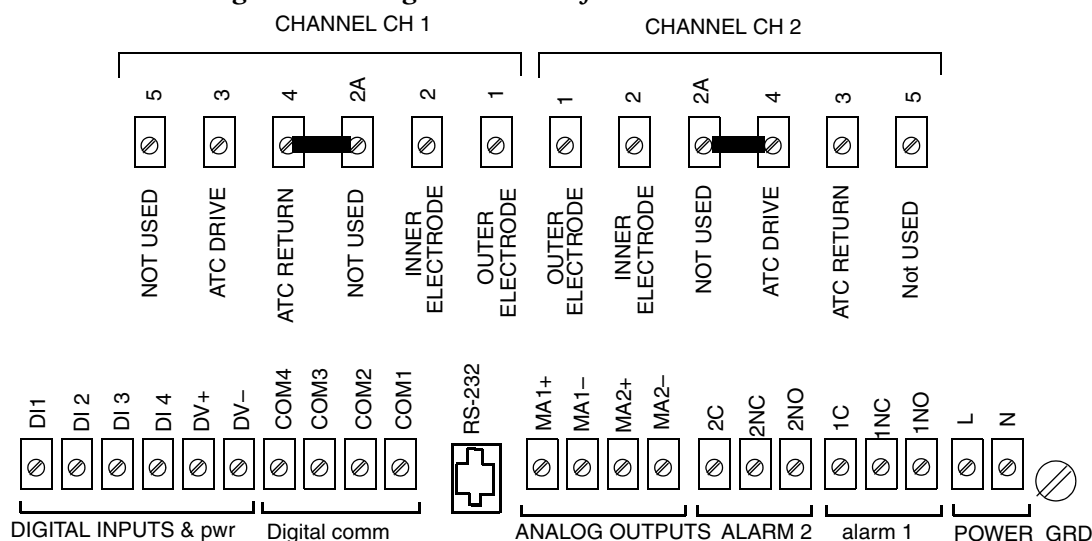 CHANNEL CH 1
CHANNEL CH 2
5
3
4
2A
2
1
1
2
2A
4
3
5
NOT USED
ATC DRIVE
ATC RETURN
NOT USED
INNER
ELECTRODE
OUTER
ELECTRODE
OUTER
ELECTRODE
INNER
ELECTRODE
NOT USED
ATC DRIVE
ATC RETURN
Not USED
DI1
DI 2
DI 3
DI 4
DV+
DV–
COM4
COM3
COM2
COM1
RS-232
MA1+
MA1–
MA2+
MA2–
2C
2NC
2NO
1C
1NC
1NO
L
N
DIGITAL INPUTS & pwr
Digital comm
ANALOG OUTPUTS
ALARM 2
alarm 1
POWER
GRD